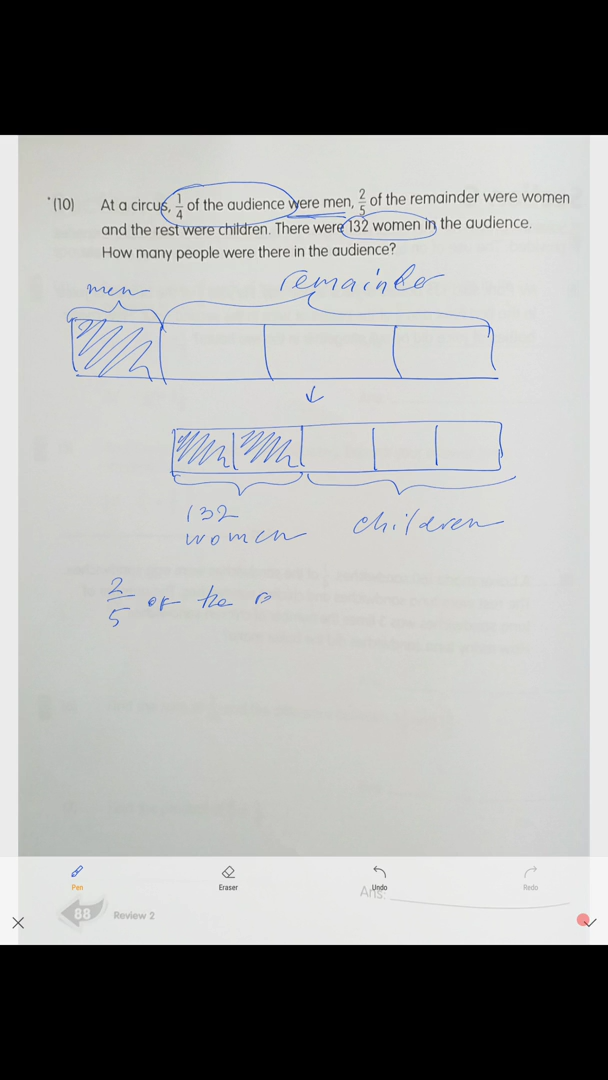 *(10) At a circus, 1/4 of the audience were men, 2/5 of the remainder were women
and the rest were children. There were 132 women in the audience.
How many people were there in the audience?
men
remainder
132
women
children
2/5 of the r
Pen
Eraser
Undo
Redo
Ans:
88 Review 2